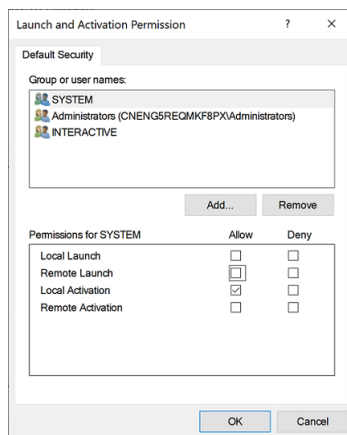 Launch and Activation Permission ? ×
Default Security
Group or user names:
SYSTEM
Administrators (CNENG5REQMKF8PX\Administrators)
INTERACTIVE
Add... Remove
Permissions for SYSTEM Allow Deny
Local Launch
Remote Launch
Local Activation
Remote Activation
OK Cancel